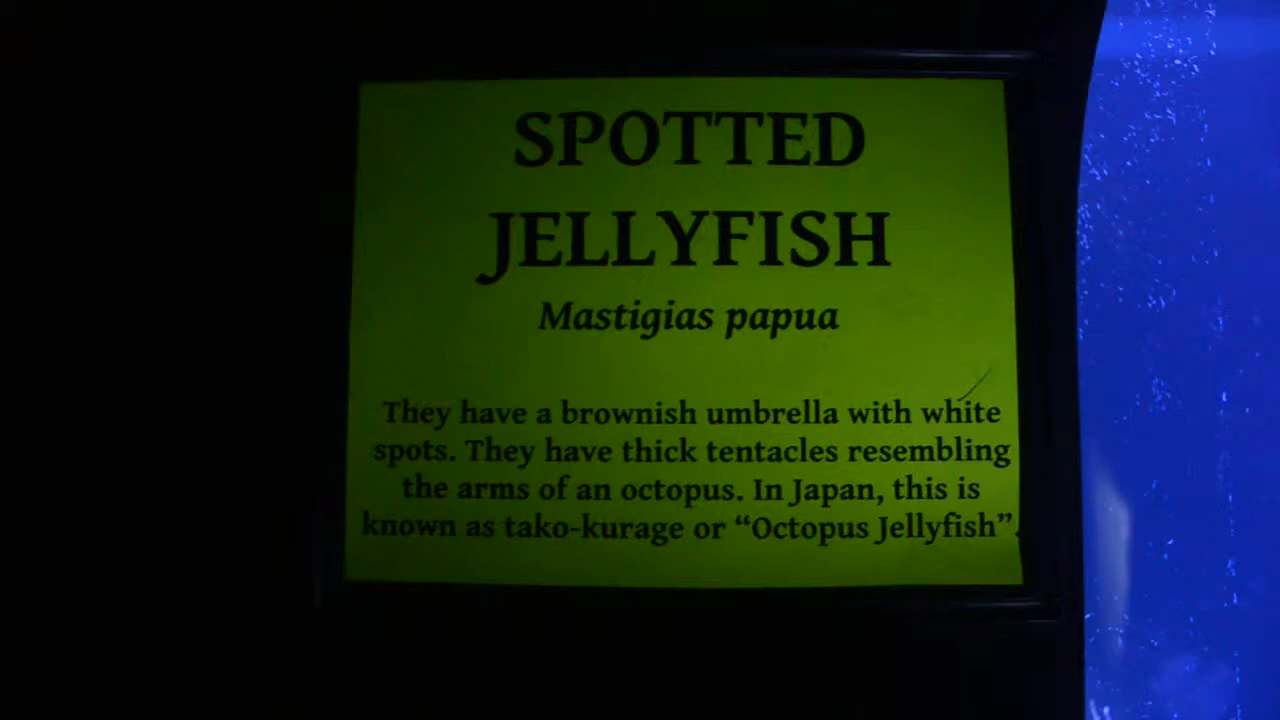 SPOTTED
JELLYFISH
Mastigias papua
They have a brownish umbrella with white
spots. They have thick tentacles resembling
the arms of an octopus. In Japan, this is
known as tako-kurage or “Octopus Jellyfish”.